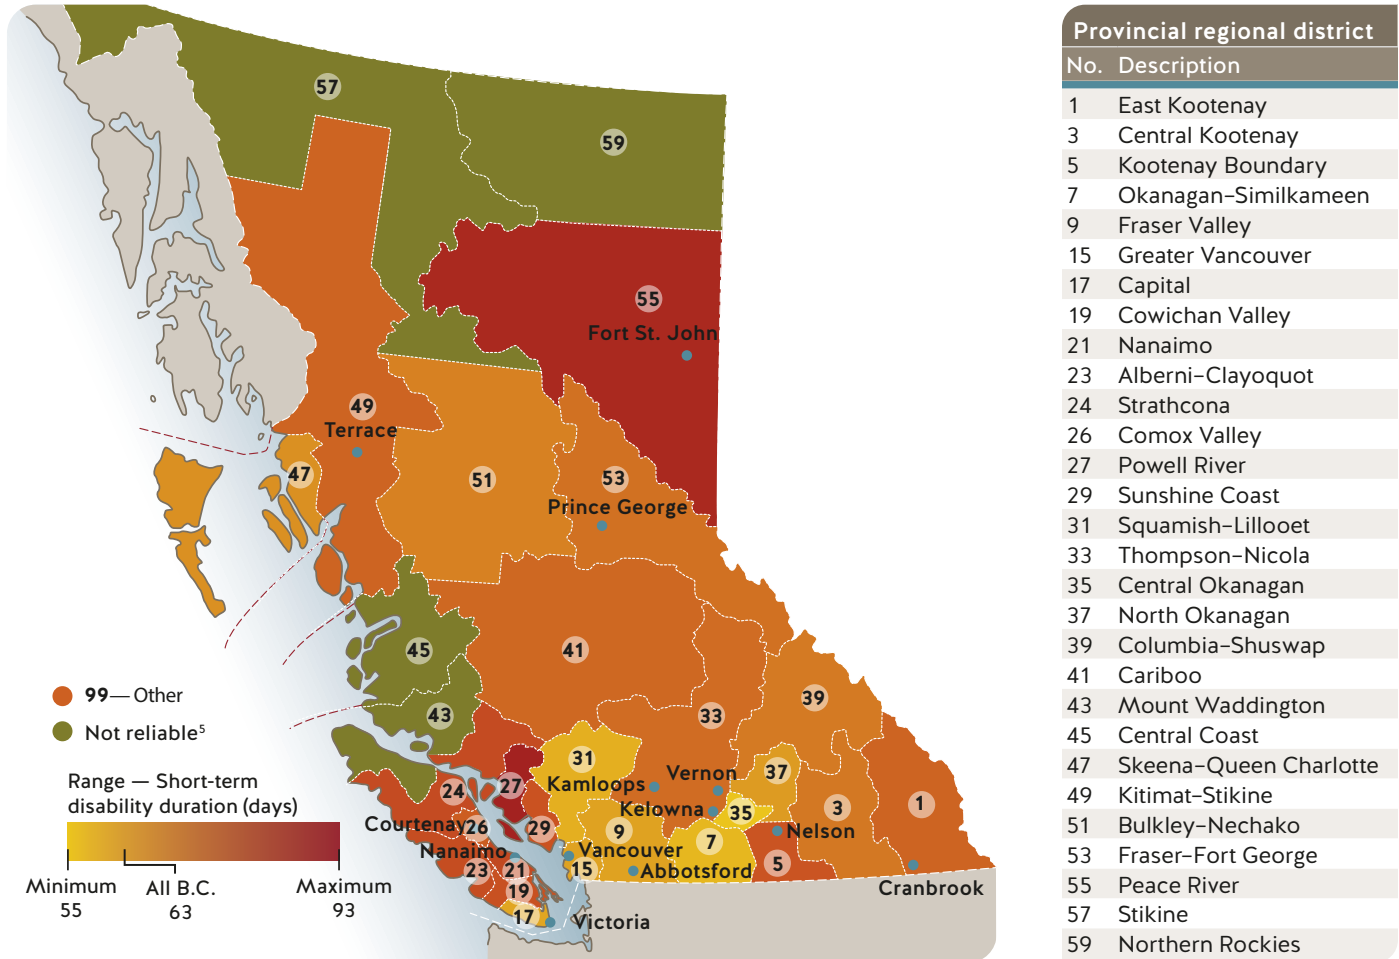 57
59
55
Fort St. John
49
Terrace
47
51
53
Prince George
45
41
43
39
33
99— Other
Not reliable5
Range — Short-term
disability duration (days)
Minimum
55
All B.C.
63
Maximum
93
31
Kamloops
Vernon
37
27
24
Kelowna
35
3
1
Courtenay
26
29
9
7
Nelson
Nanaimo
Vancouver
23
21
15
Abbotsford
5
Cranbrook
19
17
Victoria
Provincial regional district
No. Description
1 East Kootenay
3 Central Kootenay
5 Kootenay Boundary
7 Okanagan–Similkameen
9 Fraser Valley
15 Greater Vancouver
17 Capital
19 Cowichan Valley
21 Nanaimo
23 Alberni–Clayoquot
24 Strathcona
26 Comox Valley
27 Powell River
29 Sunshine Coast
31 Squamish–Lillooet
33 Thompson–Nicola
35 Central Okanagan
37 North Okanagan
39 Columbia–Shuswap
41 Cariboo
43 Mount Waddington
45 Central Coast
47 Skeena–Queen Charlotte
49 Kitimat–Stikine
51 Bulkley–Nechako
53 Fraser–Fort George
55 Peace River
57 Stikine
59 Northern Rockies